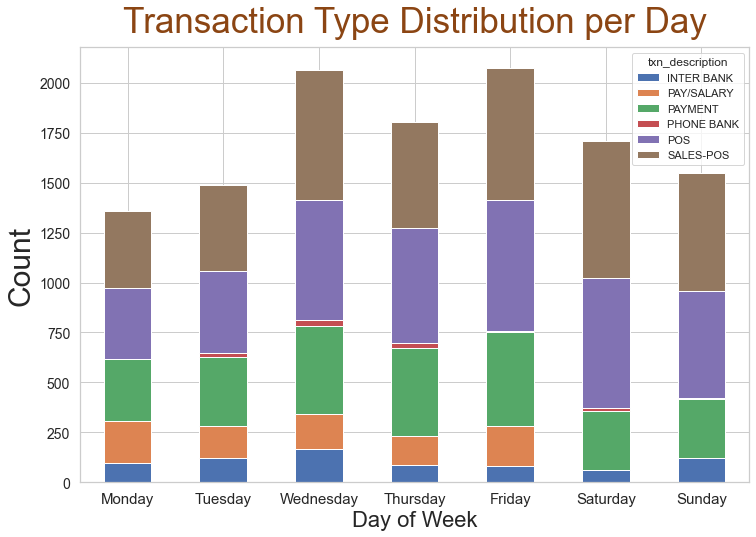 Transaction Type Distribution per Day
txn_description
INTER BANK
PAY/SALARY
PAYMENT
PHONE BANK
POS
SALES-POS
Count
2000
1750
1500
1250
1000
750
500
250
0
Monday Tuesday Wednesday Thursday Friday Saturday Sunday
Day of Week